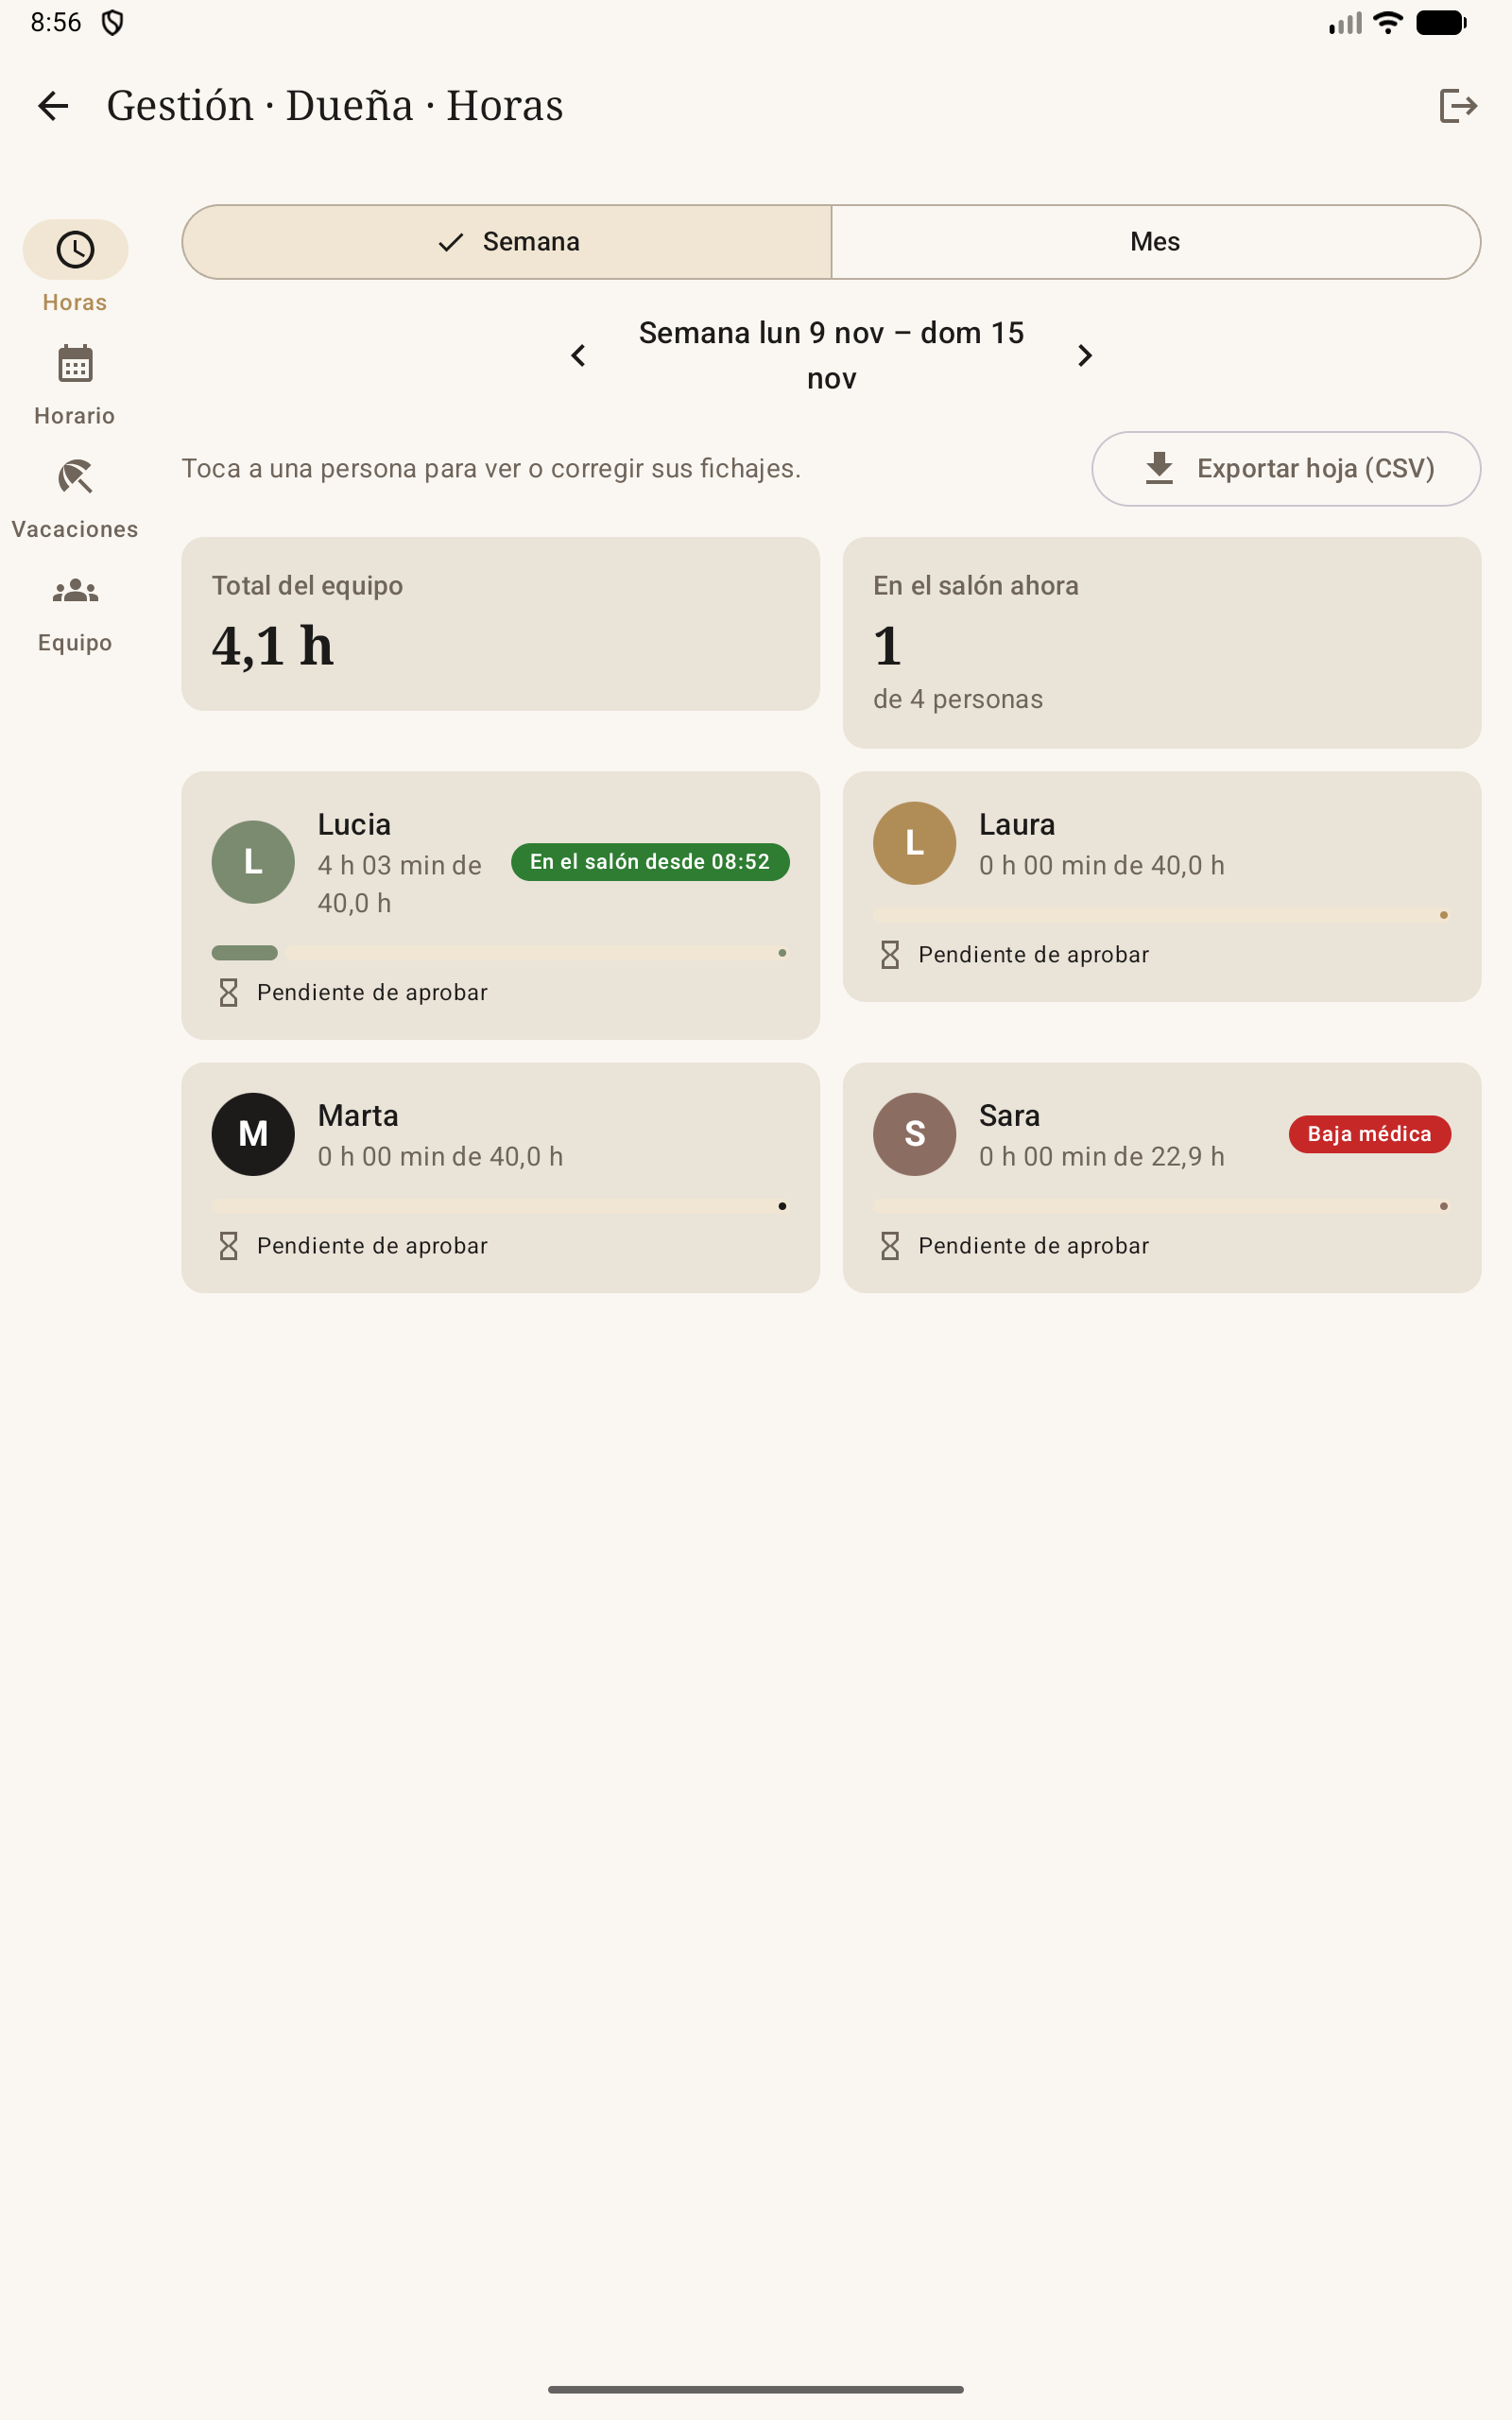 8:56
Gestión · Dueña · Horas
Horas
Horario
Vacaciones
Equipo
Semana
Mes
Semana lun 9 nov – dom 15
nov
Toca a una persona para ver o corregir sus fichajes.
Exportar hoja (CSV)
Total del equipo
4,1 h
En el salón ahora
1
de 4 personas
L
Lucia
4 h 03 min de
40,0 h
En el salón desde 08:52
Pendiente de aprobar
L
Laura
0 h 00 min de 40,0 h
Pendiente de aprobar
M
Marta
0 h 00 min de 40,0 h
Pendiente de aprobar
S
Sara
0 h 00 min de 22,9 h
Baja médica
Pendiente de aprobar